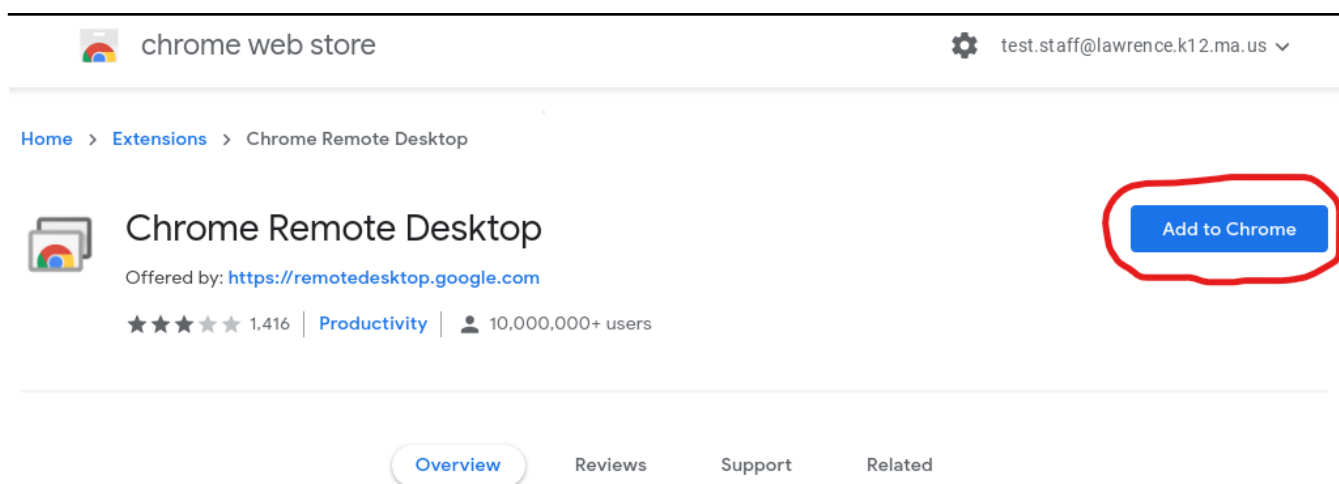 chrome web store test.staff@lawrence.k12.ma.us
Home > Extensions > Chrome Remote Desktop
Chrome Remote Desktop
Add to Chrome
Offered by: https://remotedesktop.google.com
1,416 | Productivity | 10,000,000+ users
Overview Reviews Support Related